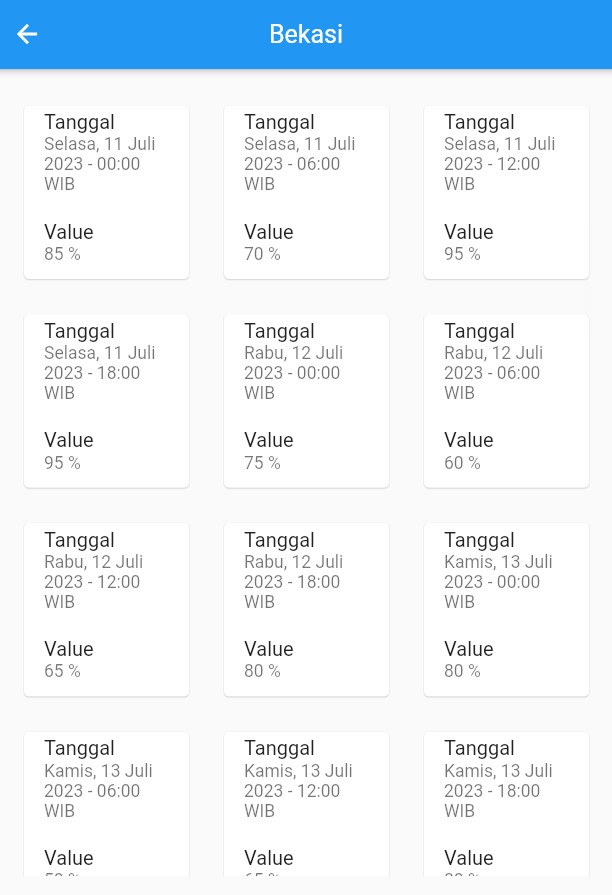 Bekasi
Tanggal
Selasa, 11 Juli
2023 - 00:00
WIB
Value
85 %
Tanggal
Selasa, 11 Juli
2023 - 06:00
WIB
Value
70 %
Tanggal
Selasa, 11 Juli
2023 - 12:00
WIB
Value
95 %
Tanggal
Selasa, 11 Juli
2023 - 18:00
WIB
Value
95 %
Tanggal
Rabu, 12 Juli
2023 - 00:00
WIB
Value
75 %
Tanggal
Rabu, 12 Juli
2023 - 06:00
WIB
Value
60 %
Tanggal
Rabu, 12 Juli
2023 - 12:00
WIB
Value
65 %
Tanggal
Rabu, 12 Juli
2023 - 18:00
WIB
Value
80 %
Tanggal
Kamis, 13 Juli
2023 - 00:00
WIB
Value
80 %
Tanggal
Kamis, 13 Juli
2023 - 06:00
WIB
Value
Tanggal
Kamis, 13 Juli
2023 - 12:00
WIB
Value
Tanggal
Kamis, 13 Juli
2023 - 18:00
WIB
Value